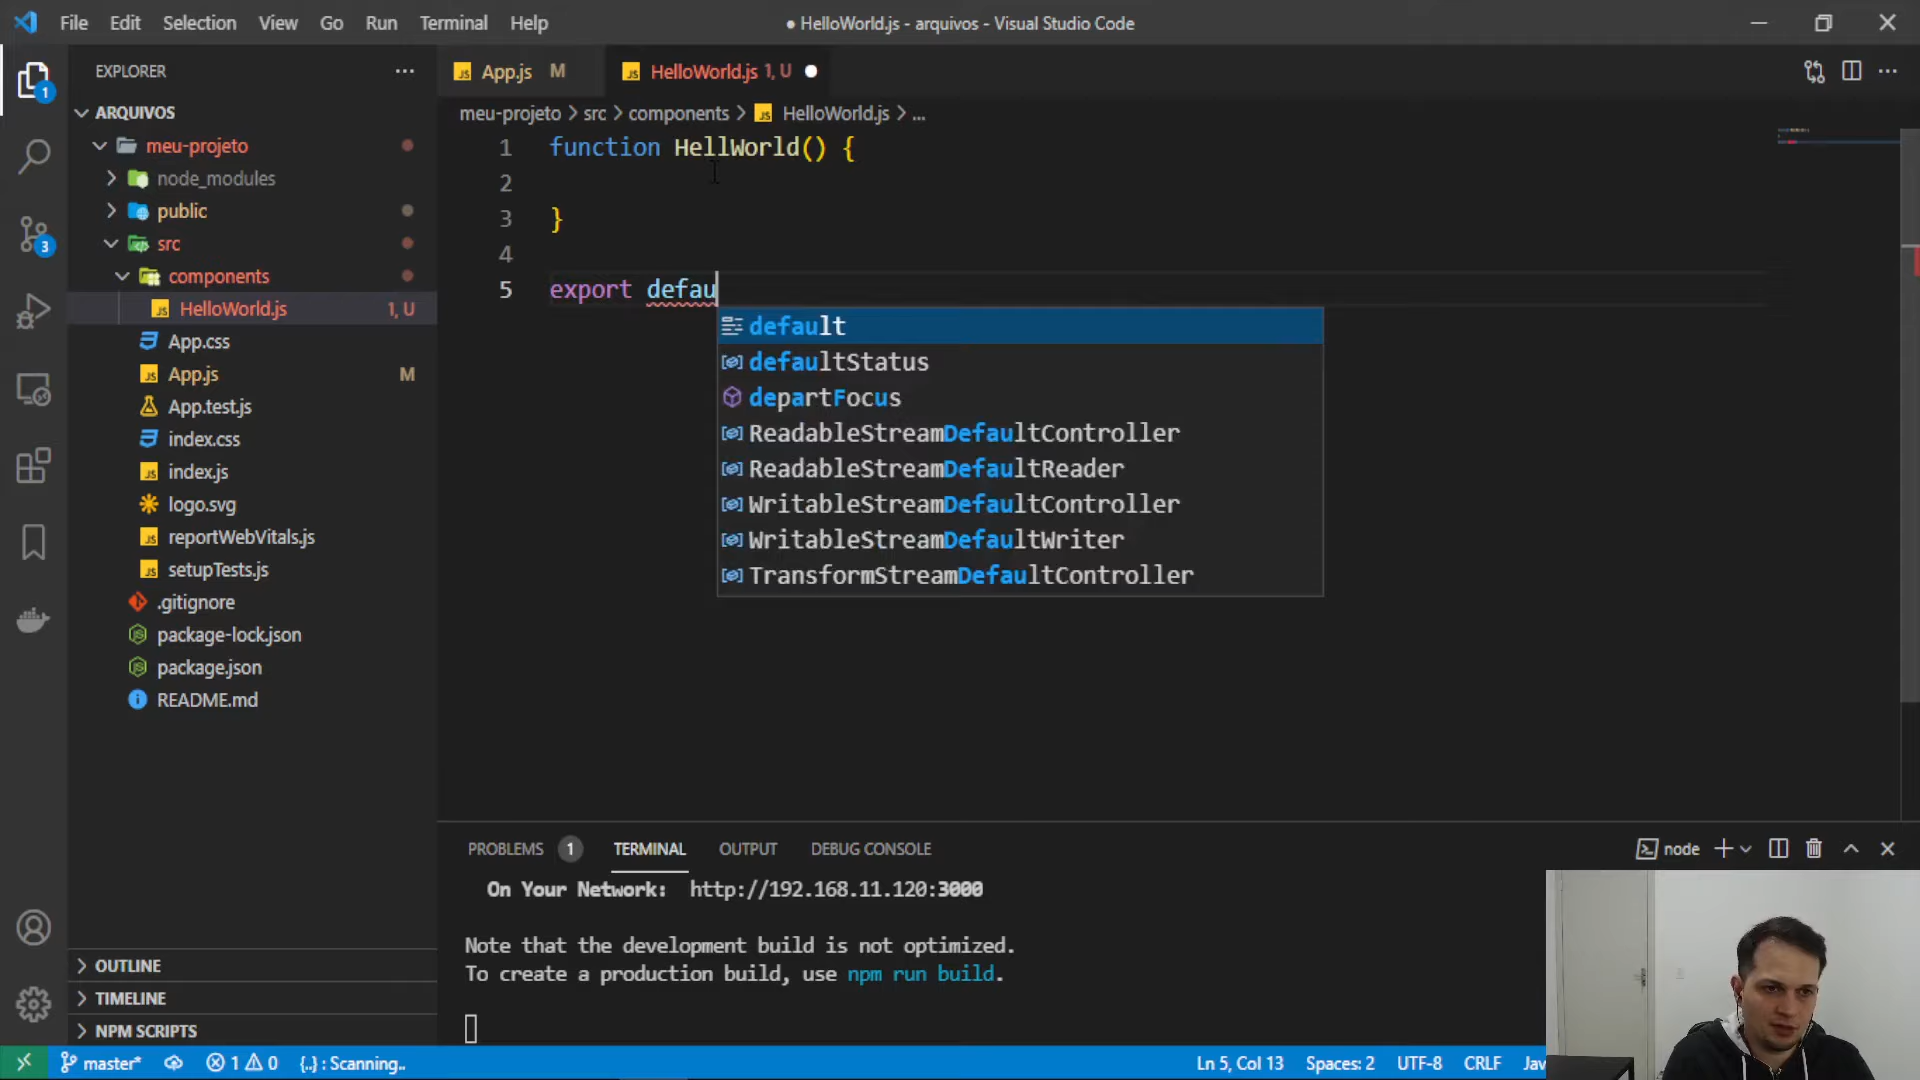 File Edit Selection View Go Run Terminal Help
● HelloWorld.js - arquivos - Visual Studio Code
EXPLORER
ARQUIVOS
meu-projeto
node_modules
public
src
components
HelloWorld.js 1, U
App.css
App.js M
App.test.js
index.css
index.js
logo.svg
reportWebVitals.js
setupTests.js
.gitignore
package-lock.json
package.json
README.md
OUTLINE
TIMELINE
NPM SCRIPTS
1
3
App.js M
HelloWorld.js 1, U
meu-projeto > src > components > HelloWorld.js > ...
1 function HellWorld() {
2
3 }
4
5 export defau
default
defaultStatus
departFocus
ReadableStreamDefaultController
ReadableStreamDefaultReader
WritableStreamDefaultController
WritableStreamDefaultWriter
TransformStreamDefaultController
PROBLEMS 1 TERMINAL OUTPUT DEBUG CONSOLE
node
On Your Network: http://192.168.11.120:3000
Note that the development build is not optimized.
To create a production build, use npm run build.
master* 1 0 {..} : Scanning..
Ln 5, Col 13 Spaces: 2 UTF-8 CRLF Jav